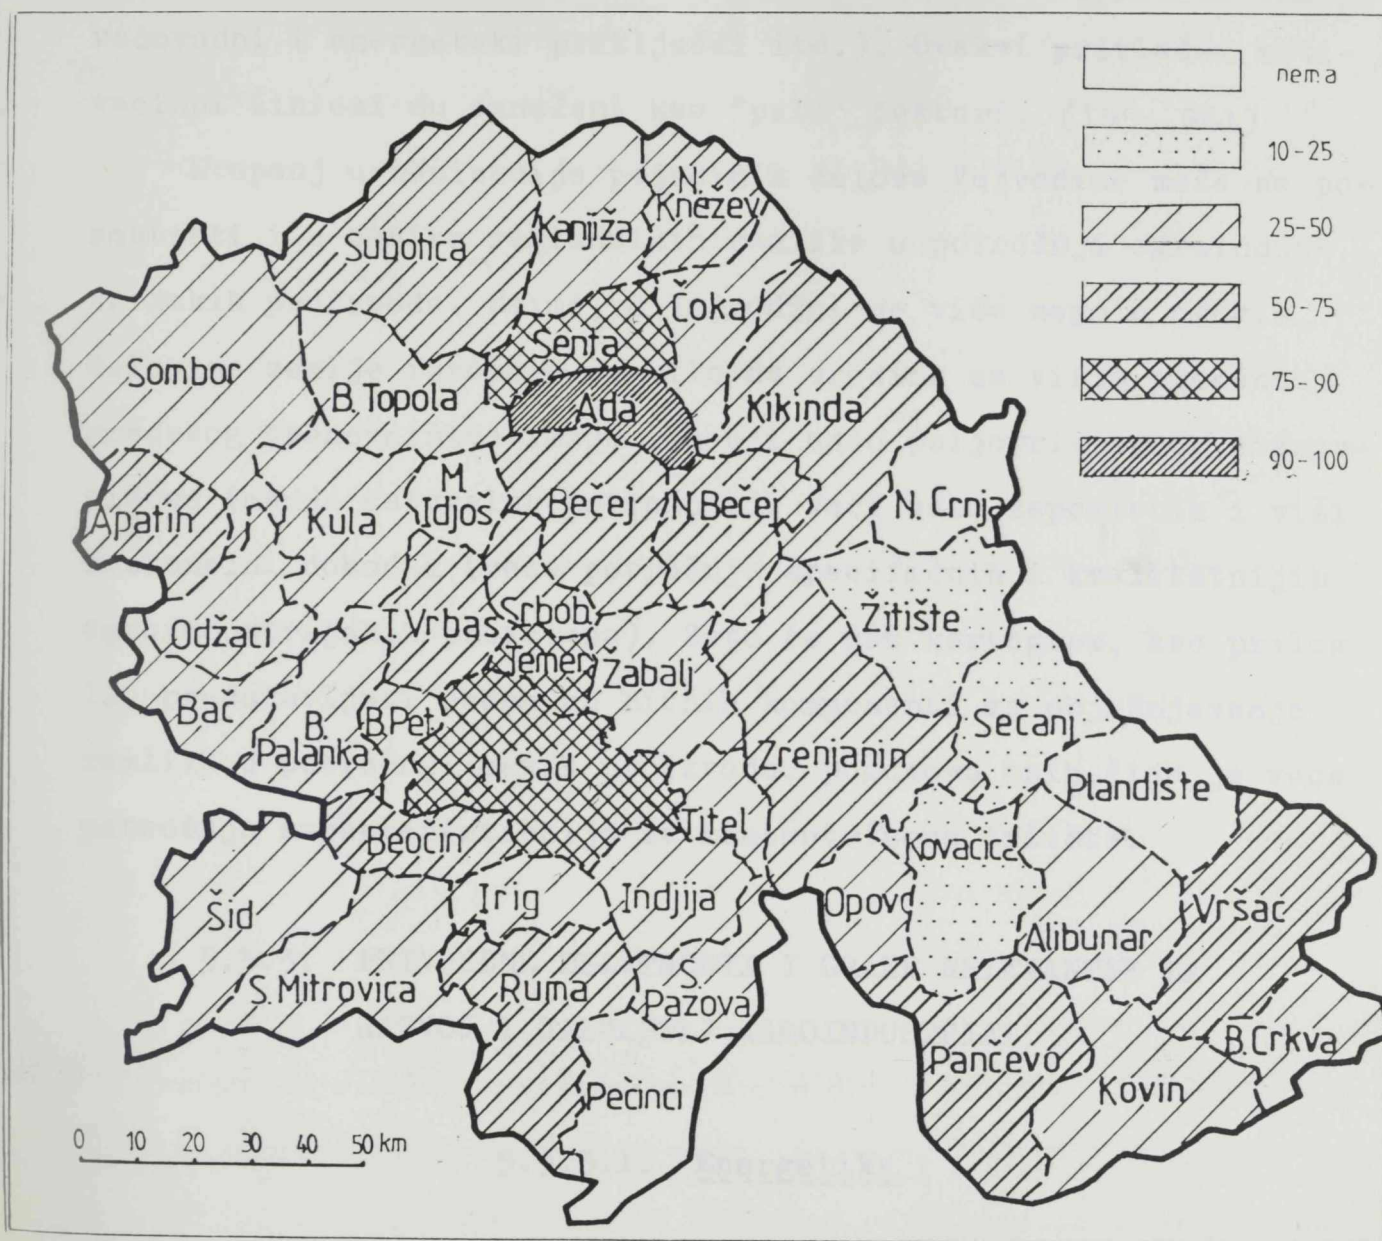 nema
10-25
25-50
50-75
75-90
90-100
N.
Knežev
Kanjiža
Subotica
Čoka
Senta
Sombor
B. Topola
Ada
Kikinda
M.
Idjoš
Bečej
N. Bečej
N. Crnja
Apatin
Kula
Srbob.
Žitište
Odžaci
T. Vrbas
Temer.
Žabalj
Bač
B.
Palanka
B.Pet.
Sečanj
N. Sad
Zrenjanin
Plandište
Beočin
Titel
Kovačica
Šid
Irig
Indjija
Opovo
Vršac
Alibunar
S. Mitrovica
Ruma
S.
Pazova
B. Crkva
Pančevo
Kovin
Pečinci
0 10 20 30 40 50 km